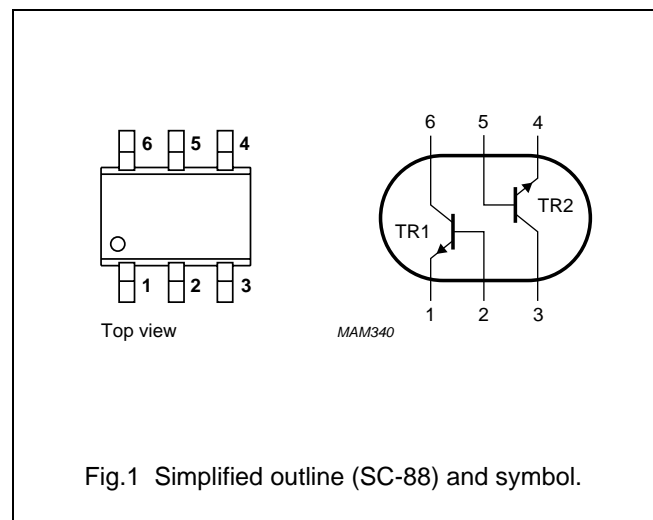 6 5 4
1 2 3
Top view
6 5 4
TR1
TR2
1 2 3
MAM340
Fig.1 Simplified outline (SC-88) and symbol.